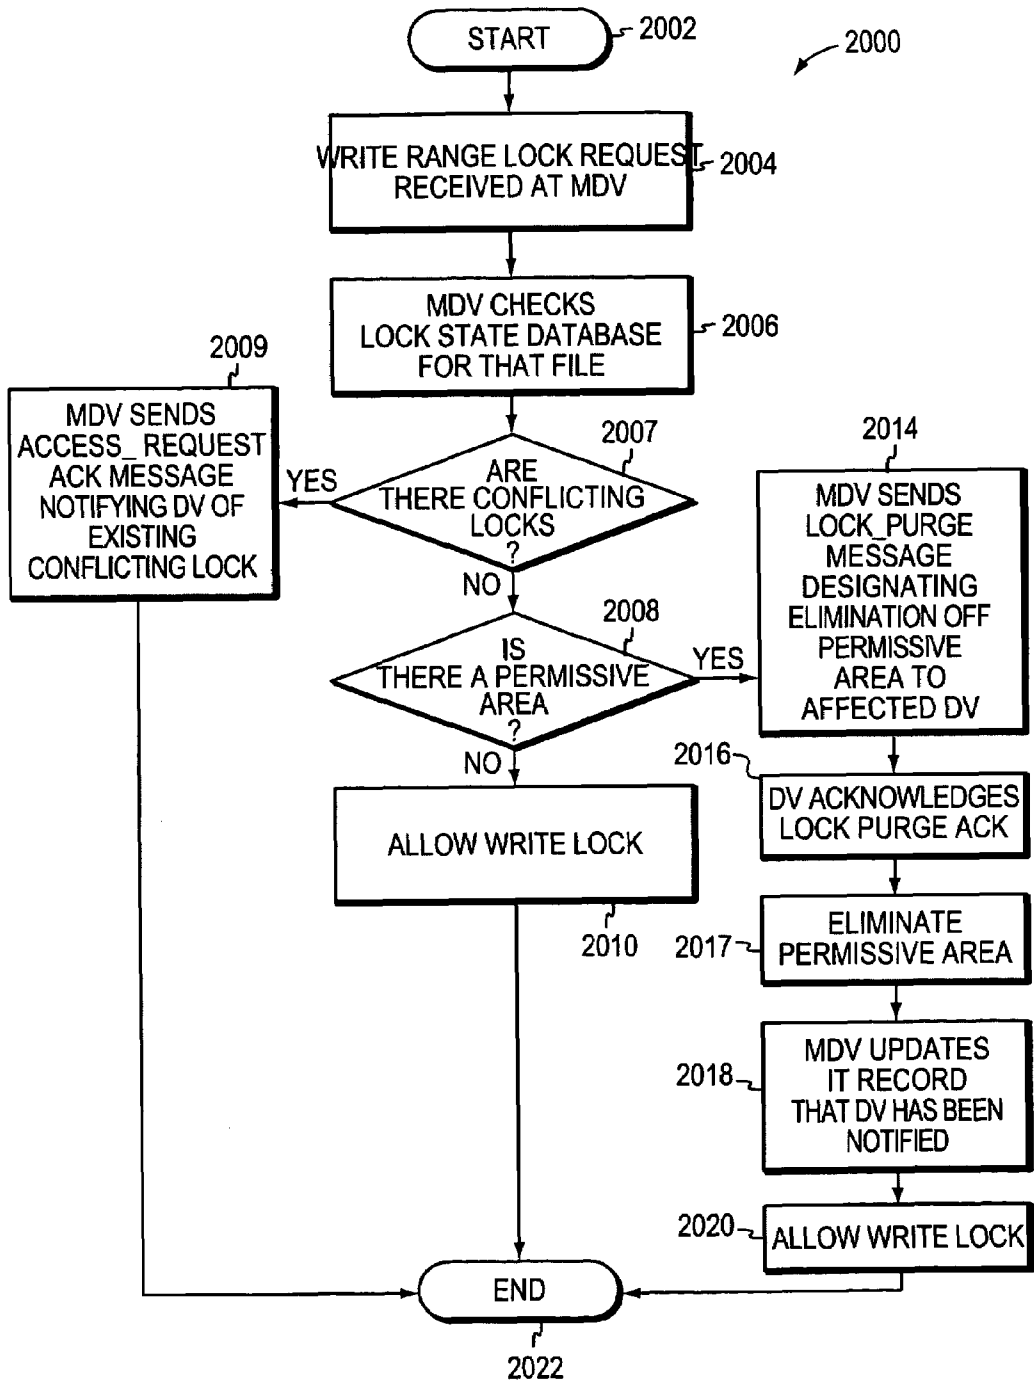 START
2002
2000
WRITE RANGE LOCK REQUEST
RECEIVED AT MDV
2004
MDV CHECKS
LOCK STATE DATABASE
FOR THAT FILE
2006
2009
MDV SENDS
ACCESS_ REQUEST
ACK MESSAGE
NOTIFYING DV OF
EXISTING
CONFLICTING LOCK
YES
2007
ARE
THERE CONFLICTING
LOCKS
?
NO
2008
IS
THERE A PERMISSIVE
AREA
?
YES
NO
2014
MDV SENDS
LOCK_PURGE
MESSAGE
DESIGNATING
ELIMINATION OFF
PERMISSIVE
AREA TO
AFFECTED DV
2016
DV ACKNOWLEDGES
LOCK PURGE ACK
ALLOW WRITE LOCK
2010
2017
ELIMINATE
PERMISSIVE AREA
2018
MDV UPDATES
IT RECORD
THAT DV HAS BEEN
NOTIFIED
2020
ALLOW WRITE LOCK
END
2022